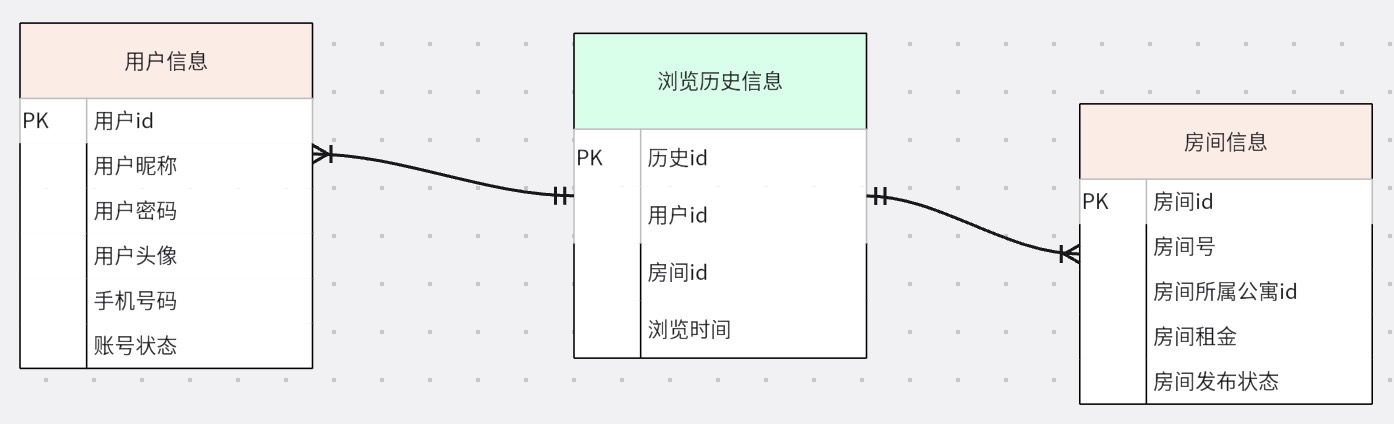 用户信息
PK 用户id
用户昵称
用户密码
用户头像
手机号码
账号状态
浏览历史信息
PK 历史id
用户id
房间id
浏览时间
房间信息
PK 房间id
房间号
房间所属公寓id
房间租金
房间发布状态